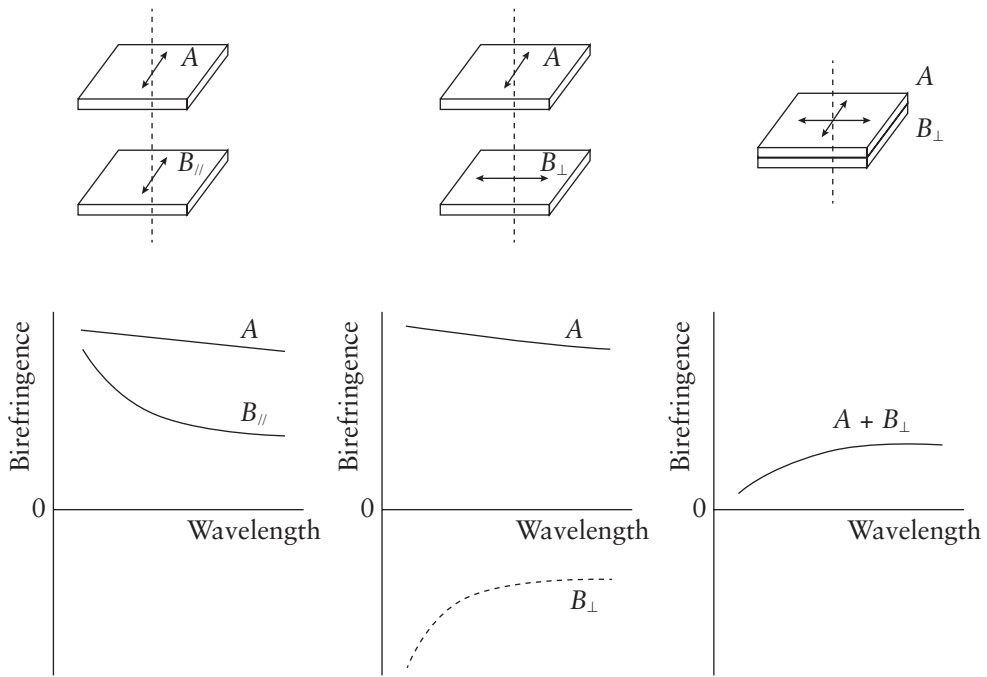 A
B//
A
B⊥
A
B⊥
Birefringence
A
B//
0
Wavelength
Birefringence
A
0
Wavelength
B⊥
Birefringence
A + B⊥
0
Wavelength